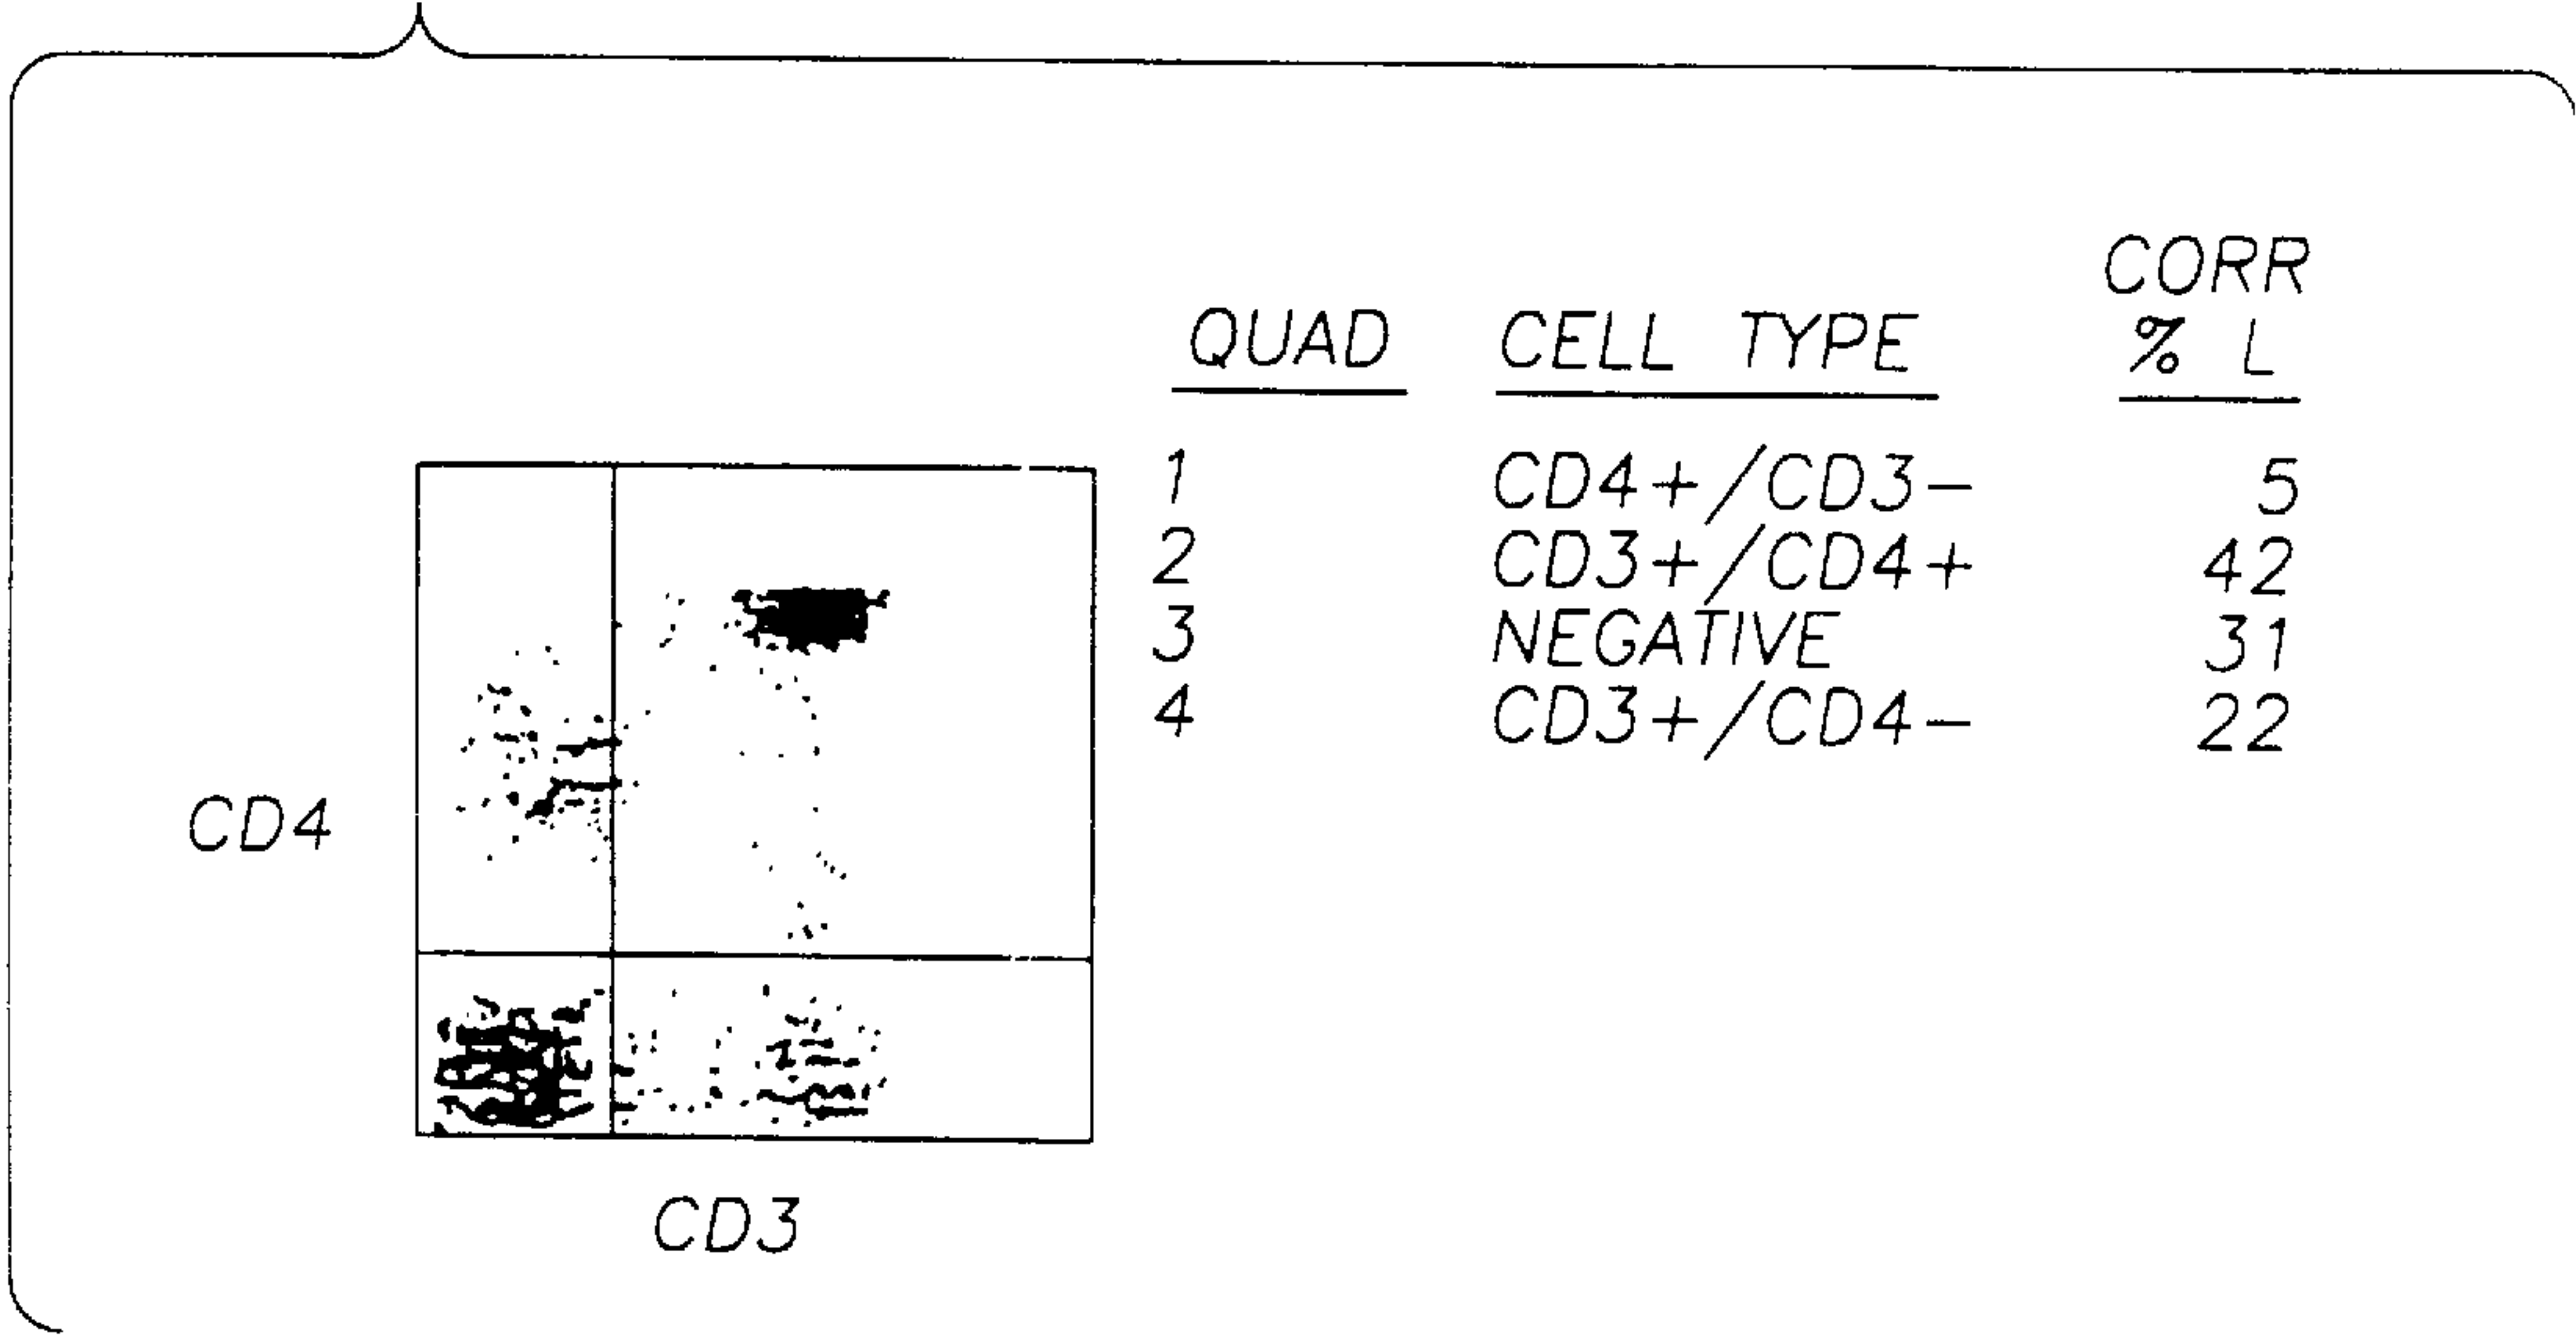 CORR
QUAD CELL TYPE % L
1 CD4+/CD3- 5
2 CD3+/CD4+ 42
3 NEGATIVE 31
4 CD3+/CD4- 22
CD4
CD3